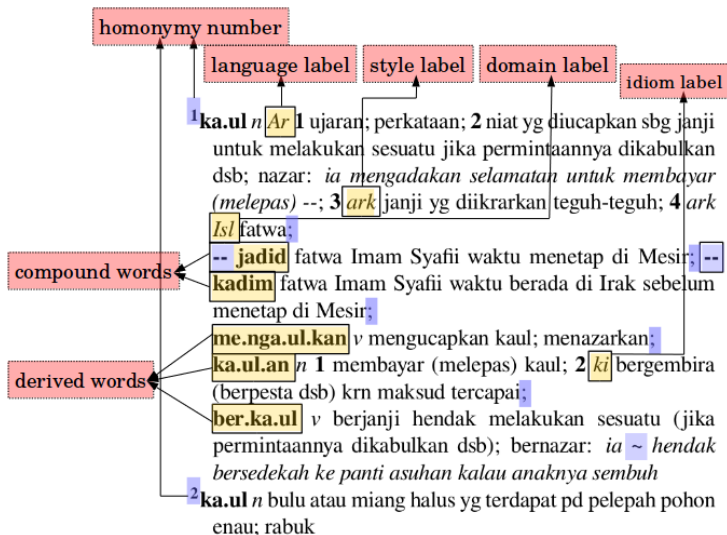 homonymy number
language label
style label
domain label
idiom label
1ka.ul n Ar 1 ujaran; perkataan; 2 niat yg diucapkan sbg janji
untuk melakukan sesuatu jika permintaannya dikabulkan
dsb; nazar: ia mengadakan selamatan untuk membayar
(melepas) --; 3 ark janji yg diikrarkan teguh-teguh; 4 ark
Isl fatwa;
-- jadid fatwa Imam Syafii waktu menetap di Mesir; --
compound words
kadim fatwa Imam Syafii waktu berada di Irak sebelum
menetap di Mesir;
me.nga.ul.kan v mengucapkan kaul; menazarkan;
derived words
ka.ul.an n 1 membayar (melepas) kaul; 2 ki bergembira
(berpesta dsb) krn maksud tercapai;
ber.ka.ul v berjanji hendak melakukan sesuatu (jika
permintaannya dikabulkan dsb); bernazar: ia ~ hendak
bersedekah ke panti asuhan kalau anaknya sembuh
2ka.ul n bulu atau miang halus yg terdapat pd pelepah pohon
enau; rabuk